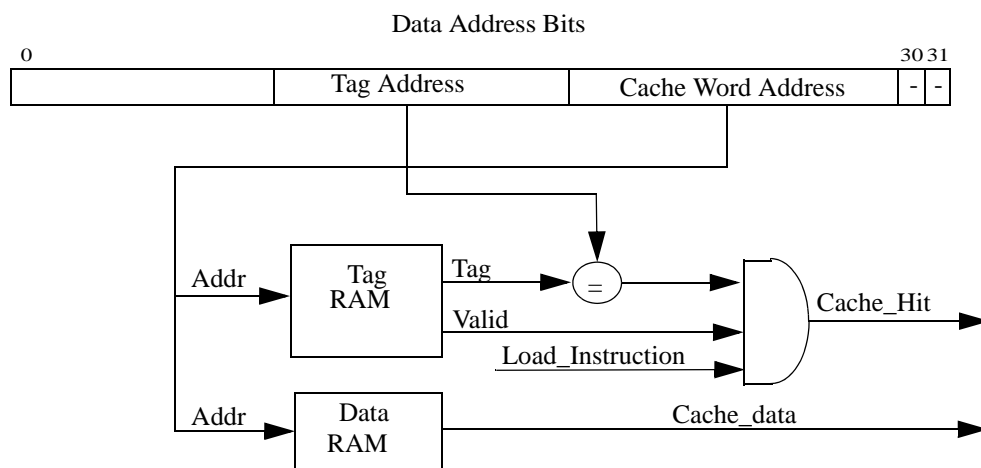 Data Address Bits
0 30 31
Tag Address Cache Word Address - -
Addr
Tag
RAM
Tag
=
Valid
Load_Instruction
Cache_Hit
Addr
Data
RAM
Cache_data